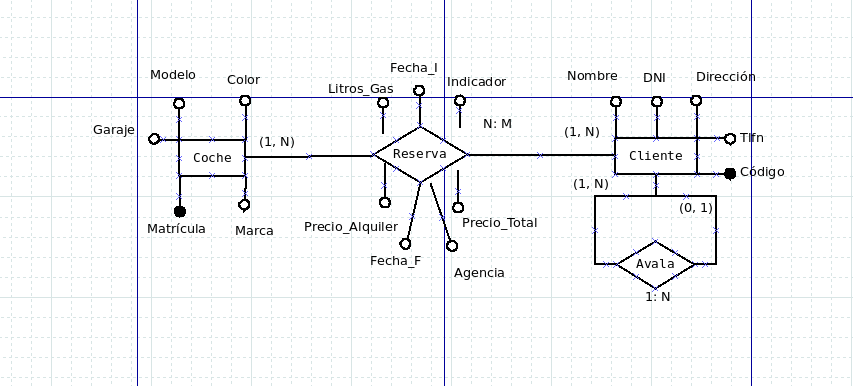 Modelo
Color
Fecha_I
Litros_Gas
Indicador
Nombre
DNI
Dirección
Garaje
(1, N)
N: M
(1, N)
Tlfn
Coche
Reserva
Cliente
Código
(1, N)
(0, 1)
Matrícula
Marca
Precio_Alquiler
Precio_Total
Fecha_F
Agencia
Avala
1: N